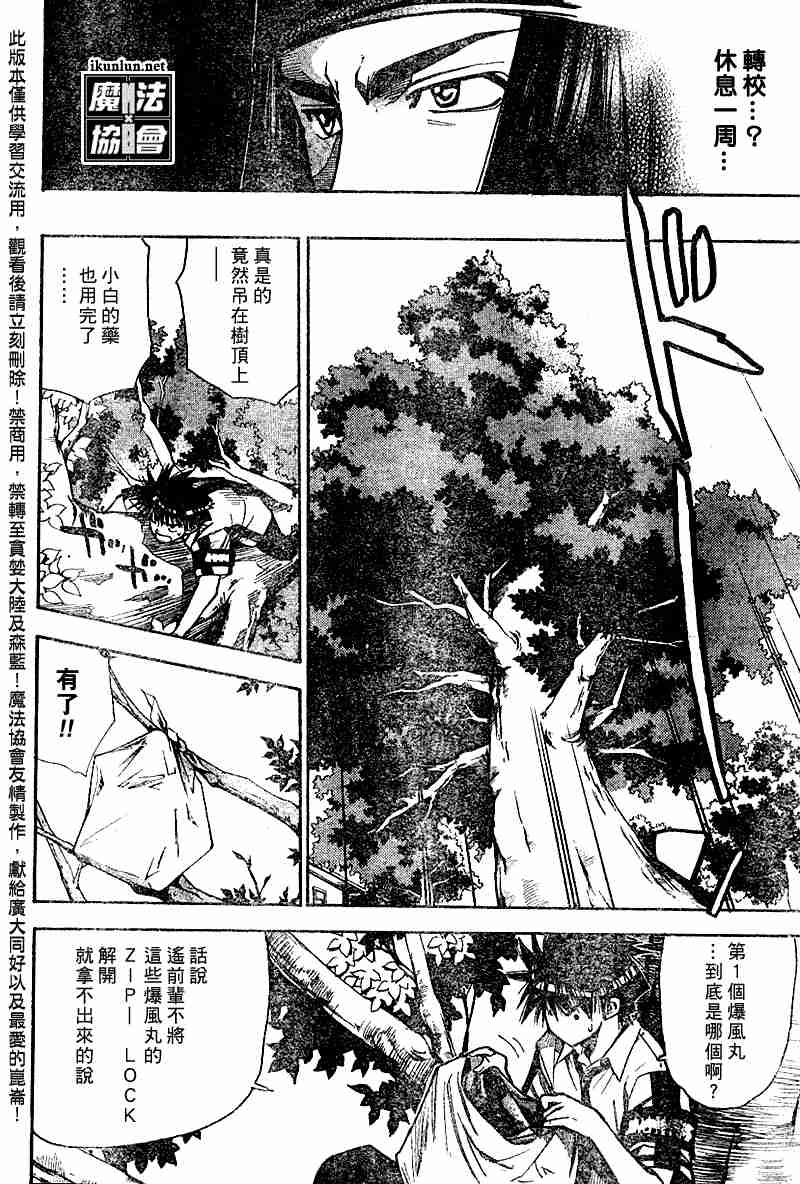 轉校…?
休息一周…
ikunlun.net
魔法
協會
真是的
竟然吊在樹頂上
──
小白的藥
也用完了
……
有了!!
第1個爆風丸
…到底是哪個啊?
話說
遙前輩不將
這些爆風丸的
ZIP─LOCK
解開
就拿不出來的說
此版本僅供學習交流用,觀看後請立刻刪除!禁商用,禁轉至貪婪大陸及森藍!魔法協會友情製作,獻給廣大同好以及最愛的崑崙!